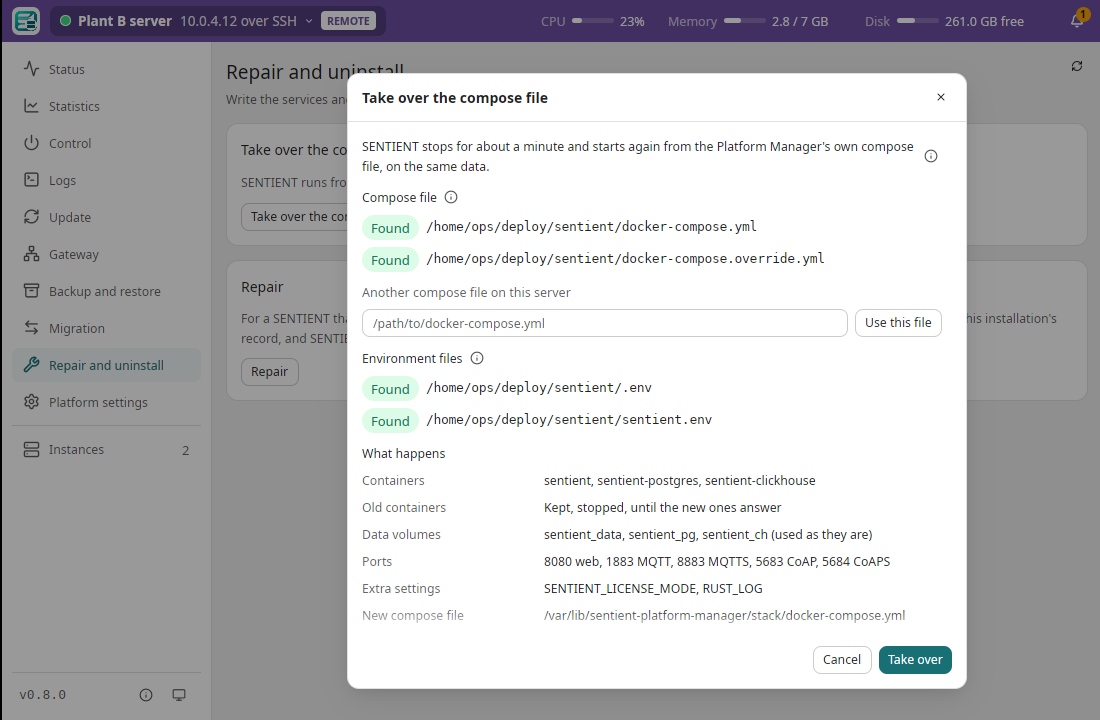 Plant B server 10.0.4.12 over SSH REMOTE CPU 23% Memory 2.8 / 7 GB Disk 261.0 GB free 1
Status
Statistics
Control
Logs
Update
Gateway
Backup and restore
Migration
Repair and uninstall
Platform settings
Instances 2
v0.8.0
Repair and uninstall
Write the services an
Take over the co
SENTIENT runs fro
Take over the cor
Repair
For a SENTIENT tha his installation's
record, and SENTIE
Repair
Take over the compose file
SENTIENT stops for about a minute and starts again from the Platform Manager's own compose
file, on the same data.
Compose file
Found /home/ops/deploy/sentient/docker-compose.yml
Found /home/ops/deploy/sentient/docker-compose.override.yml
Another compose file on this server
/path/to/docker-compose.yml Use this file
Environment files
Found /home/ops/deploy/sentient/.env
Found /home/ops/deploy/sentient/sentient.env
What happens
Containers sentient, sentient-postgres, sentient-clickhouse
Old containers Kept, stopped, until the new ones answer
Data volumes sentient_data, sentient_pg, sentient_ch (used as they are)
Ports 8080 web, 1883 MQTT, 8883 MQTTS, 5683 CoAP, 5684 CoAPS
Extra settings SENTIENT_LICENSE_MODE, RUST_LOG
New compose file /var/lib/sentient-platform-manager/stack/docker-compose.yml
Cancel Take over